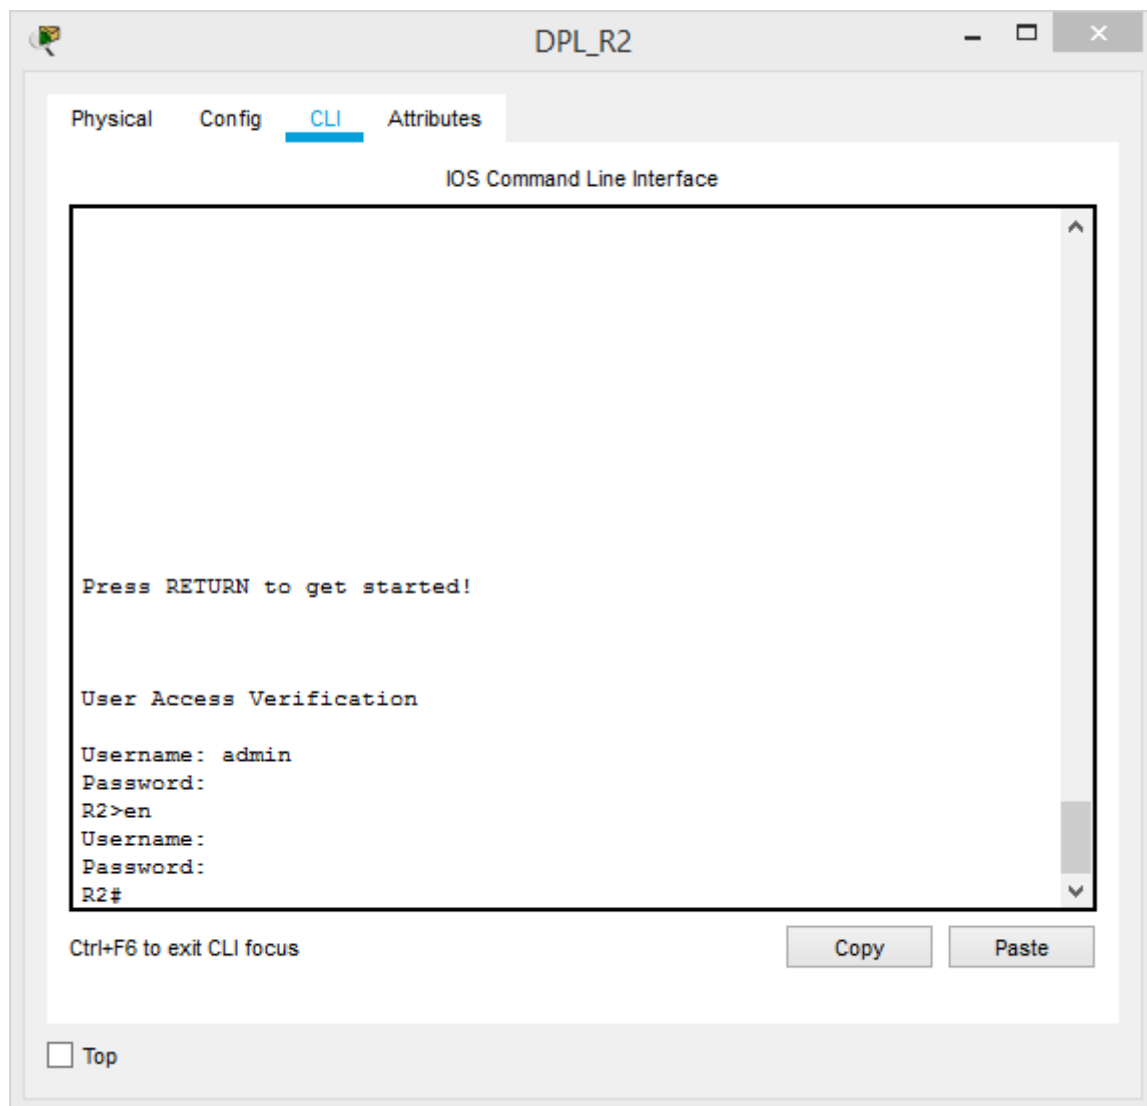 DPL_R2
Physical Config CLI Attributes
IOS Command Line Interface
Press RETURN to get started!
User Access Verification
Username: admin
Password:
R2>en
Username:
Password:
R2#
Ctrl+F6 to exit CLI focus
Copy Paste
Top